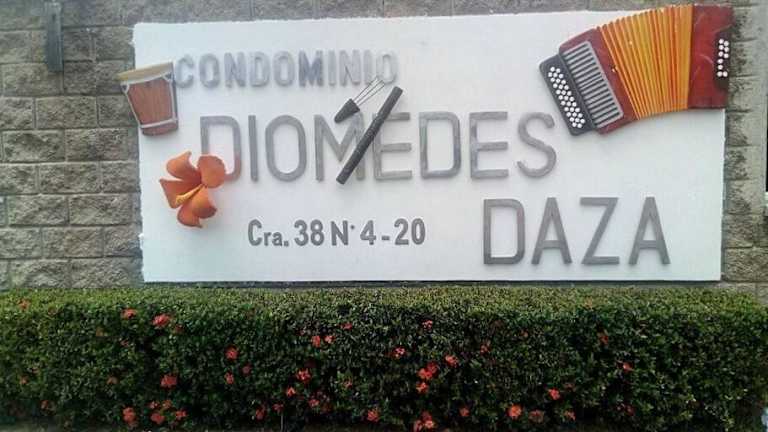 CONDOMINIO
DIOMEDES
DAZA
Cra. 38 N° 4-20